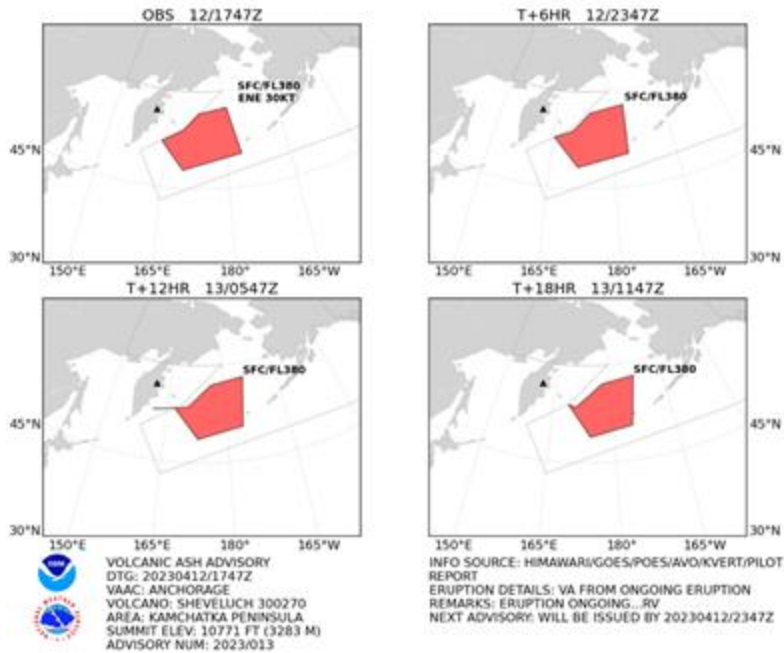 OBS 12/1747Z
SFC/FL380
ENE 30KT
45°N
30°N
150°E 165°E 180° 165°W
T+6HR 12/2347Z
SFC/FL380
45°N
30°N
150°E 165°E 180° 165°W
T+12HR 13/0547Z
SFC/FL380
45°N
30°N
150°E 165°E 180° 165°W
T+18HR 13/1147Z
SFC/FL380
45°N
30°N
150°E 165°E 180° 165°W
VOLCANIC ASH ADVISORY
DTG: 20230412/1747Z
VAAC: ANCHORAGE
VOLCANO: SHEVELUCH 300270
AREA: KAMCHATKA PENINSULA
SUMMIT ELEV: 10771 FT (3283 M)
ADVISORY NUM: 2023/013
INFO SOURCE: HIMAWARI/GOES/POES/AVO/KVERT/PILOT
REPORT
ERUPTION DETAILS: VA FROM ONGOING ERUPTION
REMARKS: ERUPTION ONGOING...RV
NEXT ADVISORY: WILL BE ISSUED BY 20230412/2347Z